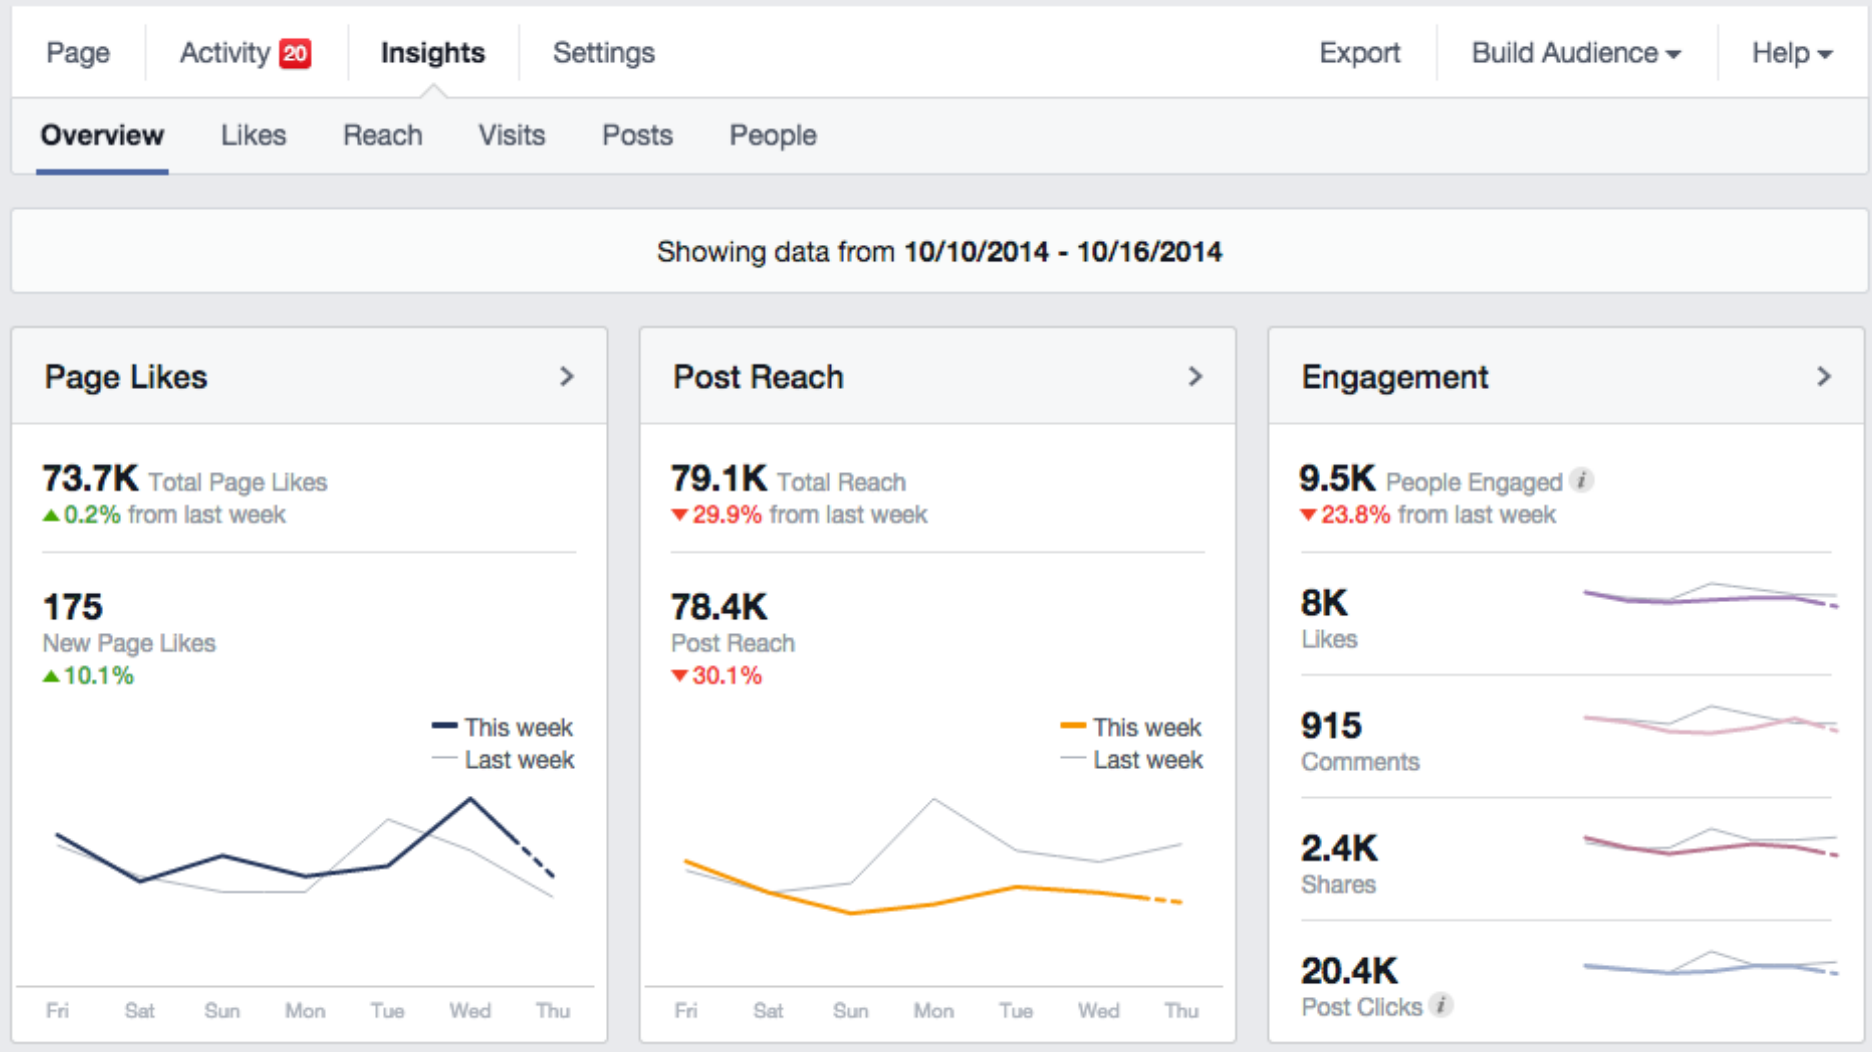 Page Activity 20 Insights Settings Export Build Audience Help
Overview Likes Reach Visits Posts People
Showing data from 10/10/2014 - 10/16/2014
Page Likes
73.7K Total Page Likes
0.2% from last week
175
New Page Likes
10.1%
This week
Last week
Fri Sat Sun Mon Tue Wed Thu
Post Reach
79.1K Total Reach
29.9% from last week
78.4K
Post Reach
30.1%
This week
Last week
Fri Sat Sun Mon Tue Wed Thu
Engagement
9.5K People Engaged i
23.8% from last week
8K
Likes
915
Comments
2.4K
Shares
20.4K
Post Clicks i